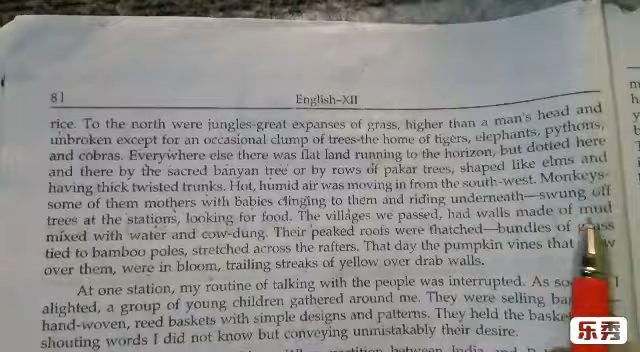 81
English-XII
rice. To the north were jungles-great expanses of grass, higher than a man's head and
unbroken except for an occasional clump of trees-the home of tigers, elephants, pythons,
and cobras. Everywhere else there was flat land running to the horizon, but dotted here
and there by the sacred banyan tree or by rows of pakar trees, shaped like elms and
having thick twisted trunks. Hot, humid air was moving in from the south-west. Monkeys-
some of them mothers with babies clinging to them and riding underneath—swung off
trees at the stations, looking for food. The villages we passed, had walls made of mud
mixed with water and cow-dung. Their peaked roofs were thatched—bundles of
tied to bamboo poles, stretched across the rafters. That day the pumpkin vines that
over them, were in bloom, trailing streaks of yellow over drab walls.
At one station, my routine of talking with the people was interrupted. As
alighted, a group of young children gathered around me. They were selling
hand-woven, reed baskets with simple designs and patterns. They held the
shouting words I did not know but conveying unmistakably their desire.
partition between India
乐秀